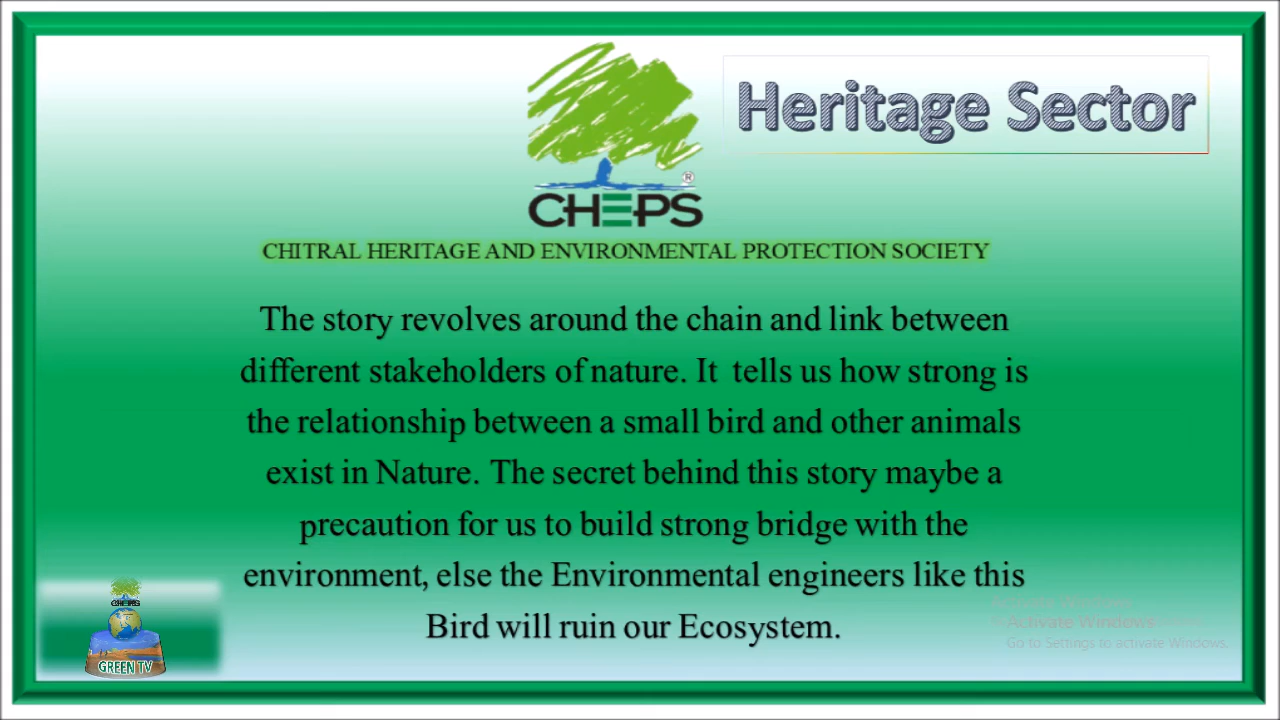 Heritage Sector
®
CHEPS
CHITRAL HERITAGE AND ENVIRONMENTAL PROTECTION SOCIETY
The story revolves around the chain and link between
different stakeholders of nature. It tells us how strong is
the relationship between a small bird and other animals
exist in Nature. The secret behind this story maybe a
precaution for us to build strong bridge with the
environment, else the Environmental engineers like this
Bird will ruin our Ecosystem.
CHEPS
GREEN TV
Activate Windows
Go to Settings to activate Windows.